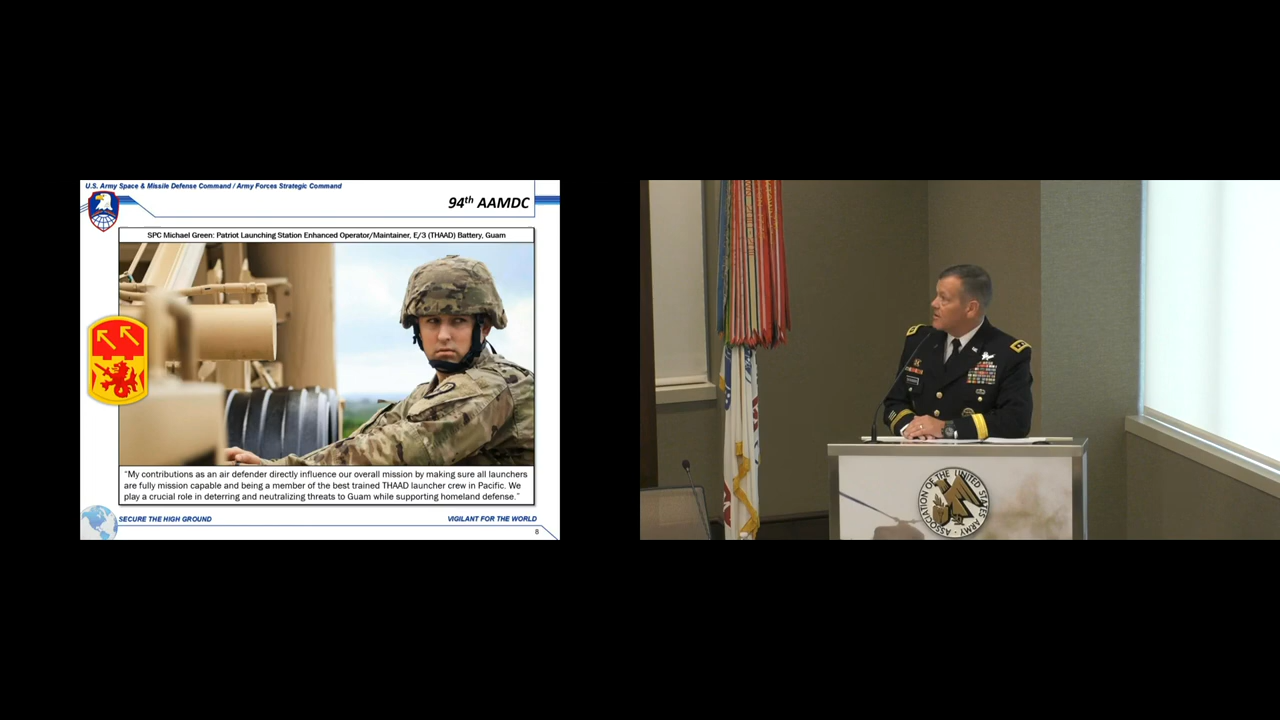 U.S. Army Space & Missile Defense Command / Army Forces Strategic Command
94th AAMDC
SPC Michael Green: Patriot Launching Station Enhanced Operator/Maintainer, E/3 (THAAD) Battery, Guam
"My contributions as an air defender directly influence our overall mission by making sure all launchers
are fully mission capable and being a member of the best trained THAAD launcher crew in Pacific. We
play a crucial role in deterring and neutralizing threats to Guam while supporting homeland defense."
SECURE THE HIGH GROUND
VIGILANT FOR THE WORLD
8
ASSOCIATION OF THE UNITED STATES ARMY